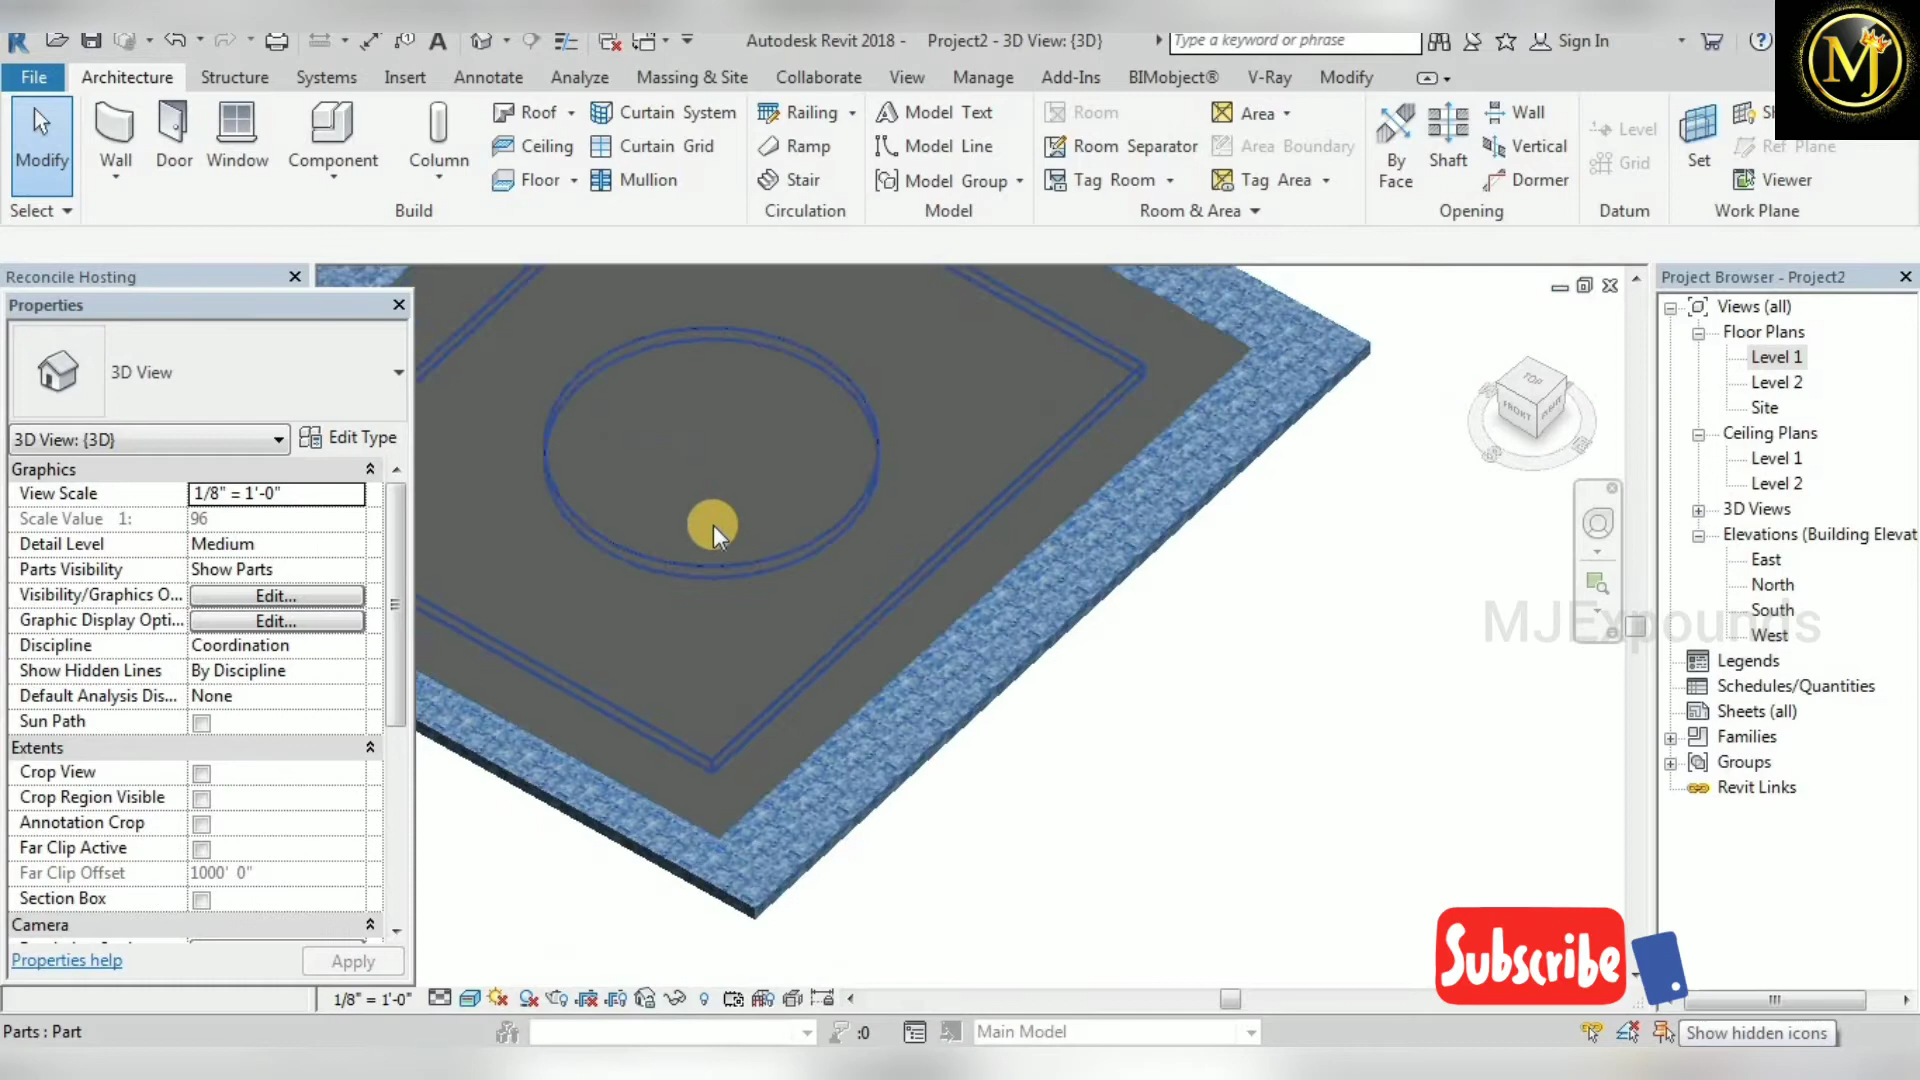 Autodesk Revit 2018 - Project2 - 3D View: {3D}
Type a keyword or phrase
Sign In
MJ
File Architecture Structure Systems Insert Annotate Analyze Massing & Site Collaborate View Manage Add-Ins BIMobject® V-Ray Modify
Modify
Wall
Door
Window
Component
Column
Roof
Ceiling
Floor
Curtain System
Curtain Grid
Mullion
Railing
Ramp
Stair
Model Text
Model Line
Model Group
Room
Room Separator
Tag Room
Area
Area Boundary
Tag Area
By Face
Shaft
Wall
Vertical
Dormer
Level
Grid
Set
Ref Plane
Viewer
Select Build Circulation Model Room & Area Opening Datum Work Plane
Reconcile Hosting
Properties
3D View
3D View: {3D} Edit Type
Graphics
View Scale 1/8" = 1'-0"
Scale Value 1: 96
Detail Level Medium
Parts Visibility Show Parts
Visibility/Graphics O... Edit...
Graphic Display Opti... Edit...
Discipline Coordination
Show Hidden Lines By Discipline
Default Analysis Dis... None
Sun Path
Extents
Crop View
Crop Region Visible
Annotation Crop
Far Clip Active
Far Clip Offset 1000' 0"
Section Box
Camera
Properties help Apply
TOP
FRONT
RIGHT
Project Browser - Project2
Views (all)
Floor Plans
Level 1
Level 2
Site
Ceiling Plans
Level 1
Level 2
3D Views
Elevations (Building Elevat
East
North
South
West
Legends
Schedules/Quantities
Sheets (all)
Families
Groups
Revit Links
MJExpounds
Subscribe
1/8" = 1'-0"
Parts : Part
:0
Main Model
Show hidden icons